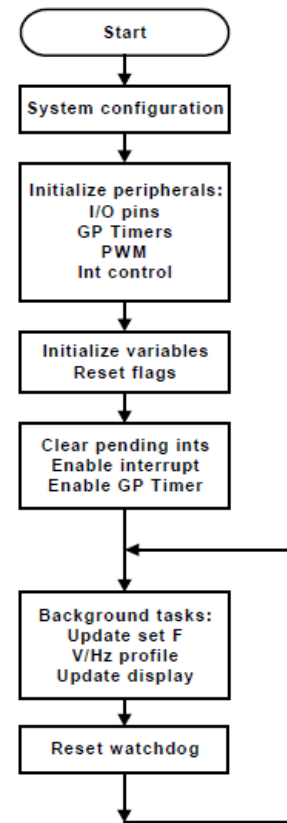 Start
System configuration
Initialize peripherals:
I/O pins
GP Timers
PWM
Int control
Initialize variables
Reset flags
Clear pending ints
Enable interrupt
Enable GP Timer
Background tasks:
Update set F
V/Hz profile
Update display
Reset watchdog